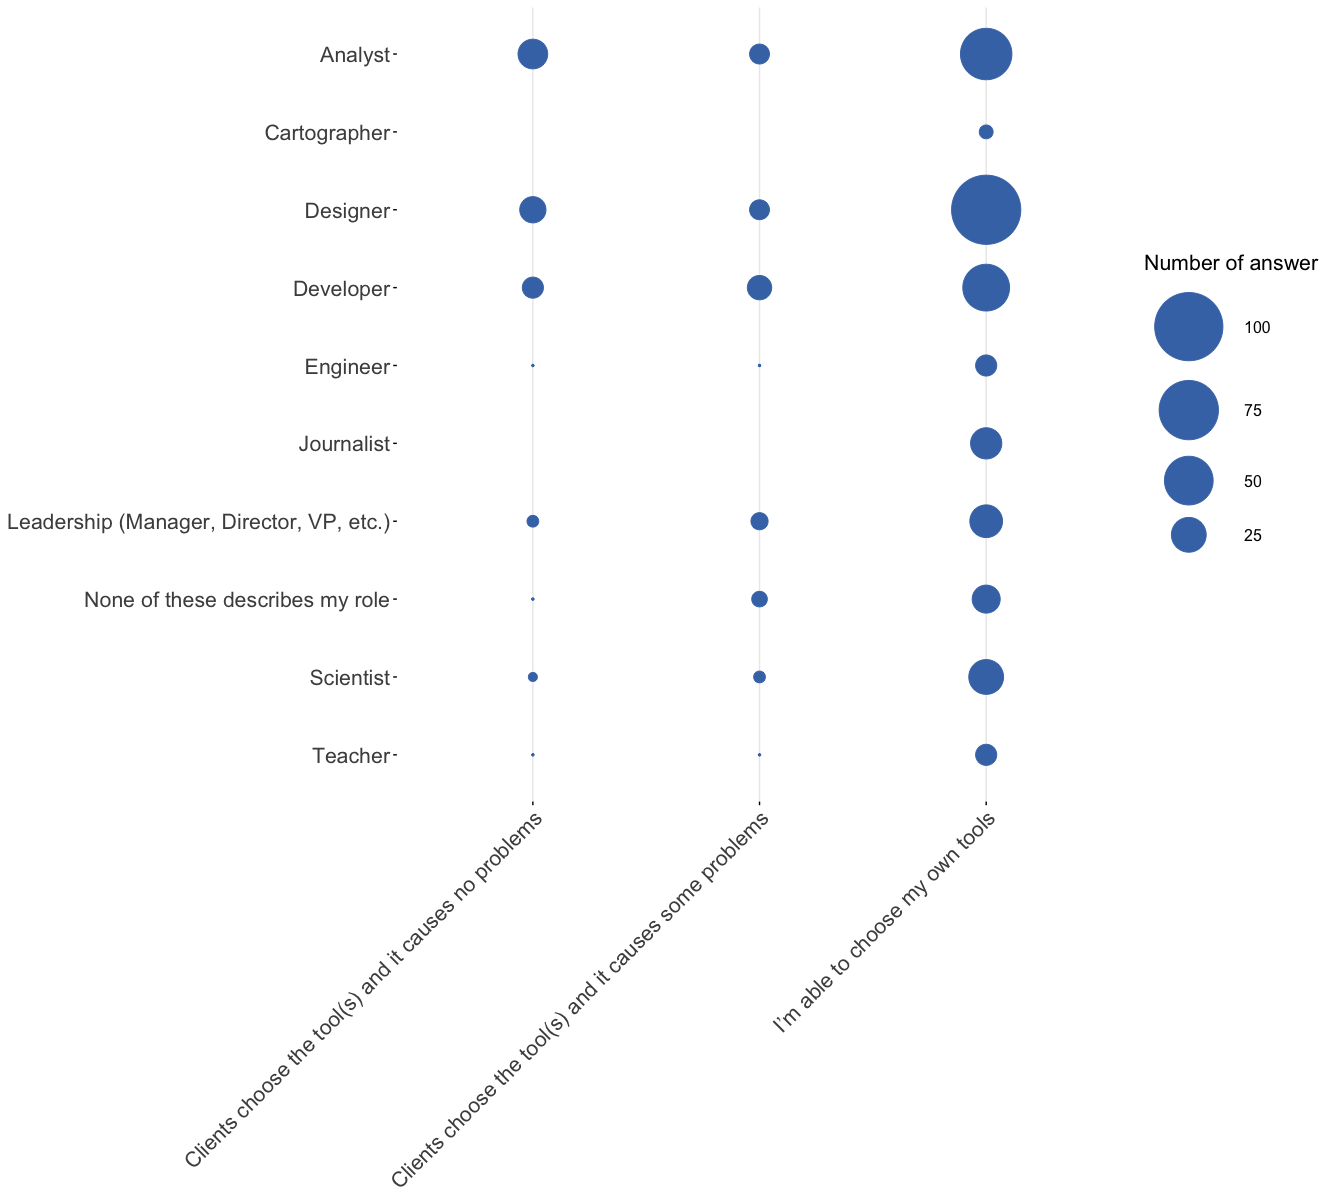 Analyst
Cartographer
Designer
Developer
Engineer
Journalist
Leadership (Manager, Director, VP, etc.)
None of these describes my role
Scientist
Teacher
Clients choose the tool(s) and it causes no problems
Clients choose the tool(s) and it causes some problems
I'm able to choose my own tools
Number of answer
100
75
50
25